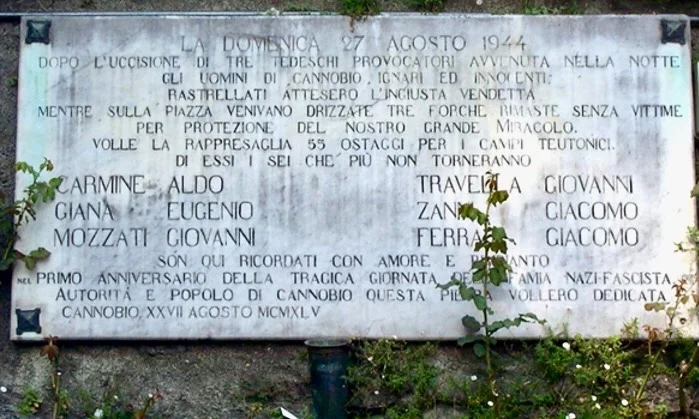 LA DOMENICA 27 AGOSTO 1944
DOPO L'UCCISIONE DI TRE TEDESCHI PROVOCATORI AVVENUTA NELLA NOTTE
GLI UOMINI DI CANNOBIO, IGNARI ED INNOCENTI:
RASTRELLATI ATTESERO L'INGIUSTA VENDETTA
MENTRE SULLA PIAZZA VENIVANO DRIZZATE TRE FORCHE, RIMASTE SENZA VITTIME
PER PROTEZIONE DEL NOSTRO GRANDE MIRACOLO.
VOLLE LA RAPPRESAGLIA 55 OSTAGGI PER I CAMPI TEUTONICI.
DI ESSI I SEI CHE PIÙ NON TORNERANNO
CARMINE ALDO TRAVELLA GIOVANNI
GIANA EUGENIO GIACOMO
MOZZATI GIOVANNI GIACOMO
SON QUI RICORDATI CON AMORE E
NEL PRIMO ANNIVERSARIO DELLA TRAGICA GIORNATA NAZI-FASCISTA
AUTORITÀ E POPOLO DI CANNOBIO QUESTA VOLLERO DEDICATA
CANNOBIO, XXVII AGOSTO MCMXLV